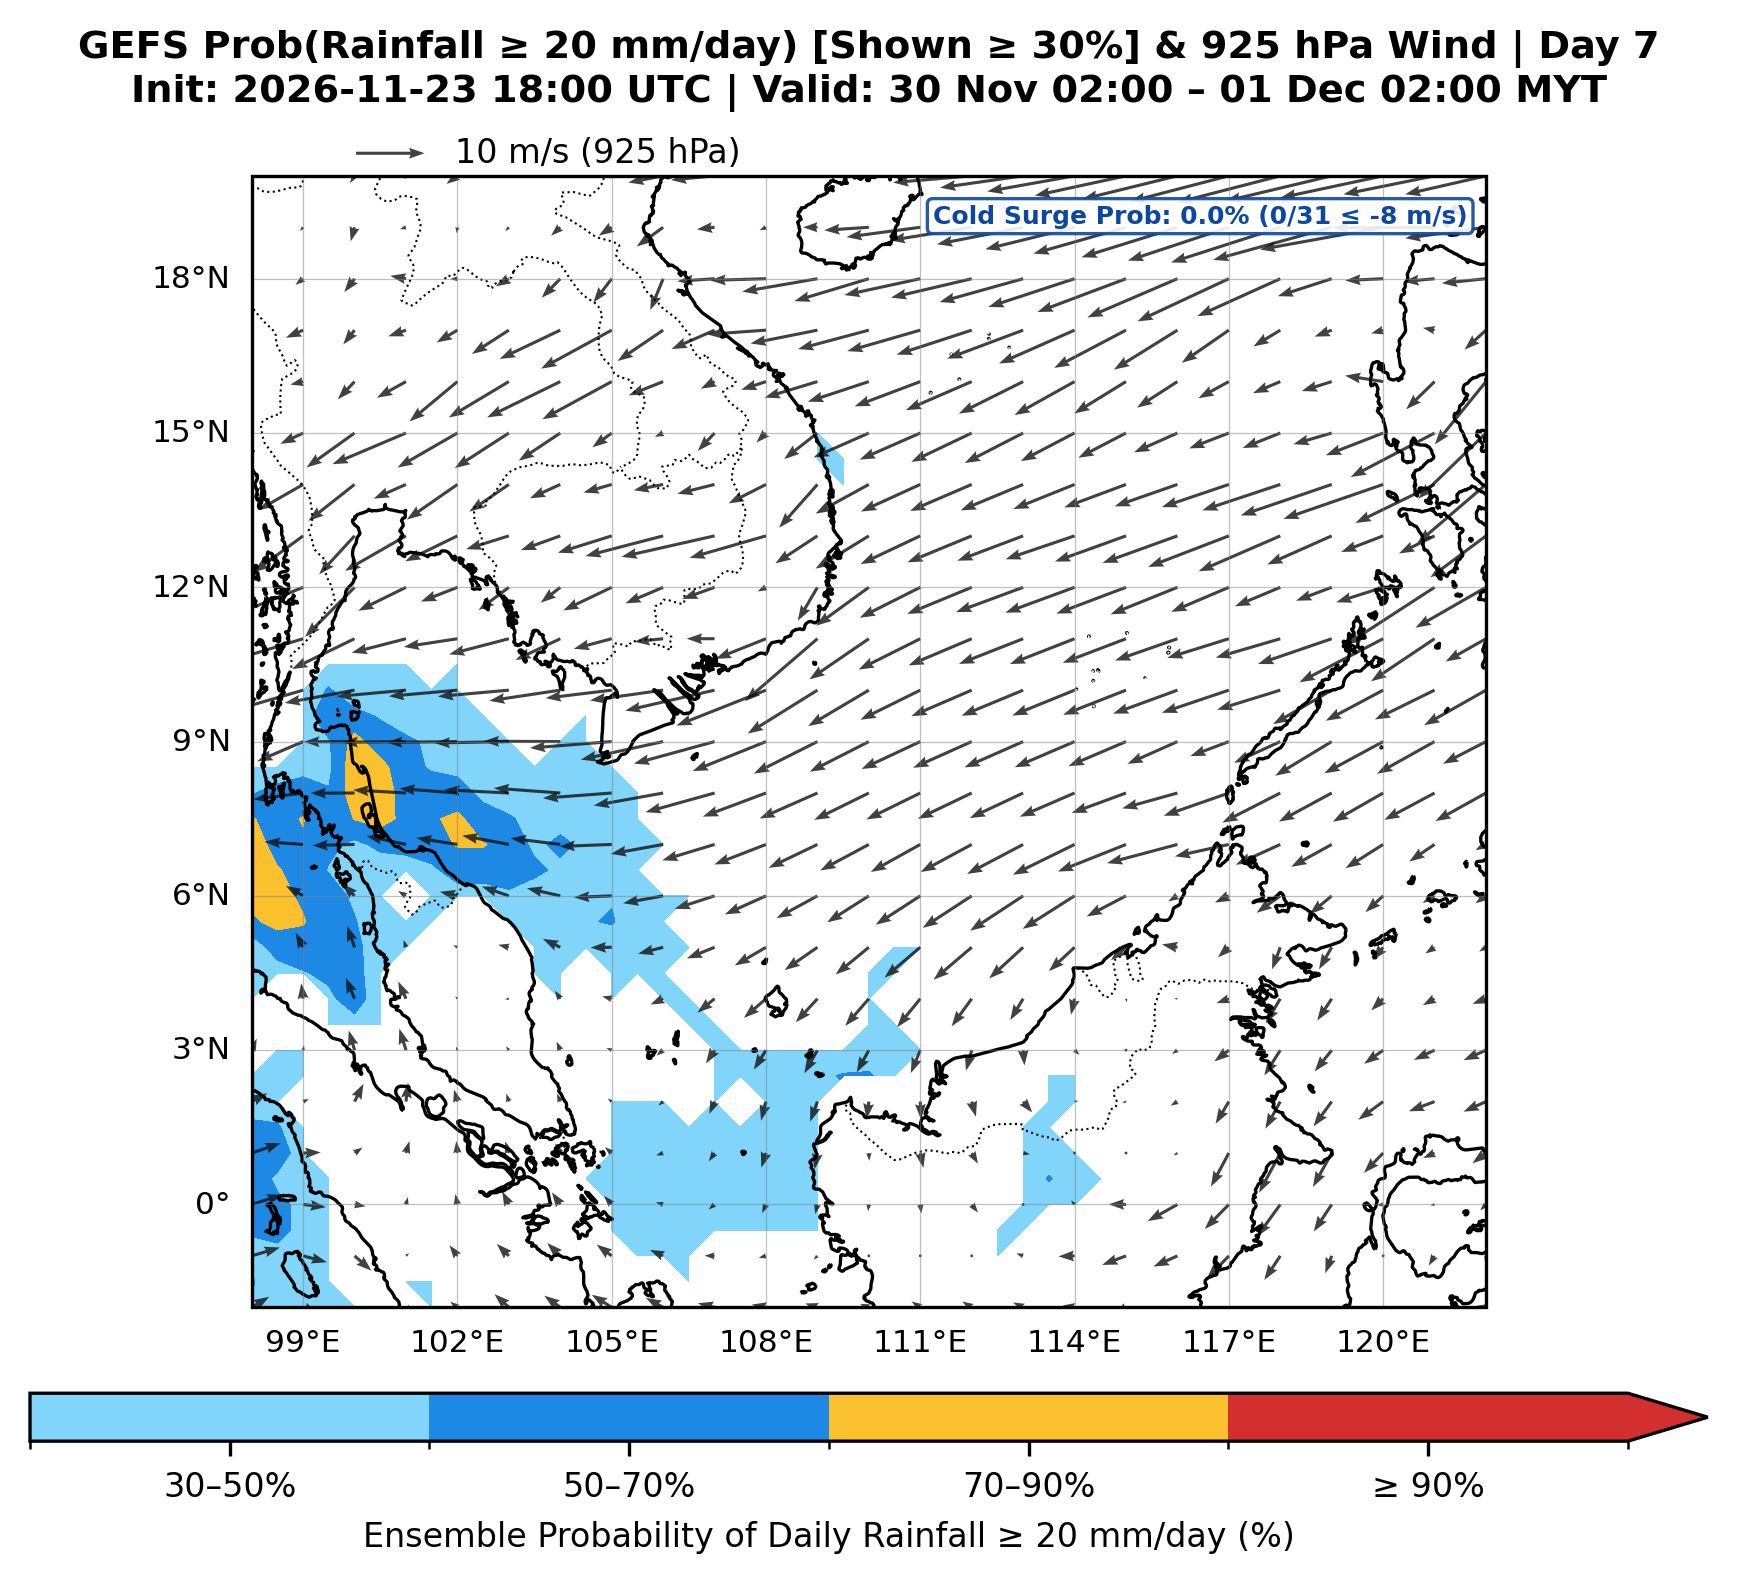 GEFS Prob(Rainfall ≥ 20 mm/day) [Shown ≥ 30%] & 925 hPa Wind | Day 7
Init: 2026-11-23 18:00 UTC | Valid: 30 Nov 02:00 – 01 Dec 02:00 MYT
10 m/s (925 hPa)
Cold Surge Prob: 0.0% (0/31 ≤ -8 m/s)
18°N
15°N
12°N
9°N
6°N
3°N
0°
99°E 102°E 105°E 108°E 111°E 114°E 117°E 120°E
30–50% 50–70% 70–90% ≥ 90%
Ensemble Probability of Daily Rainfall ≥ 20 mm/day (%)